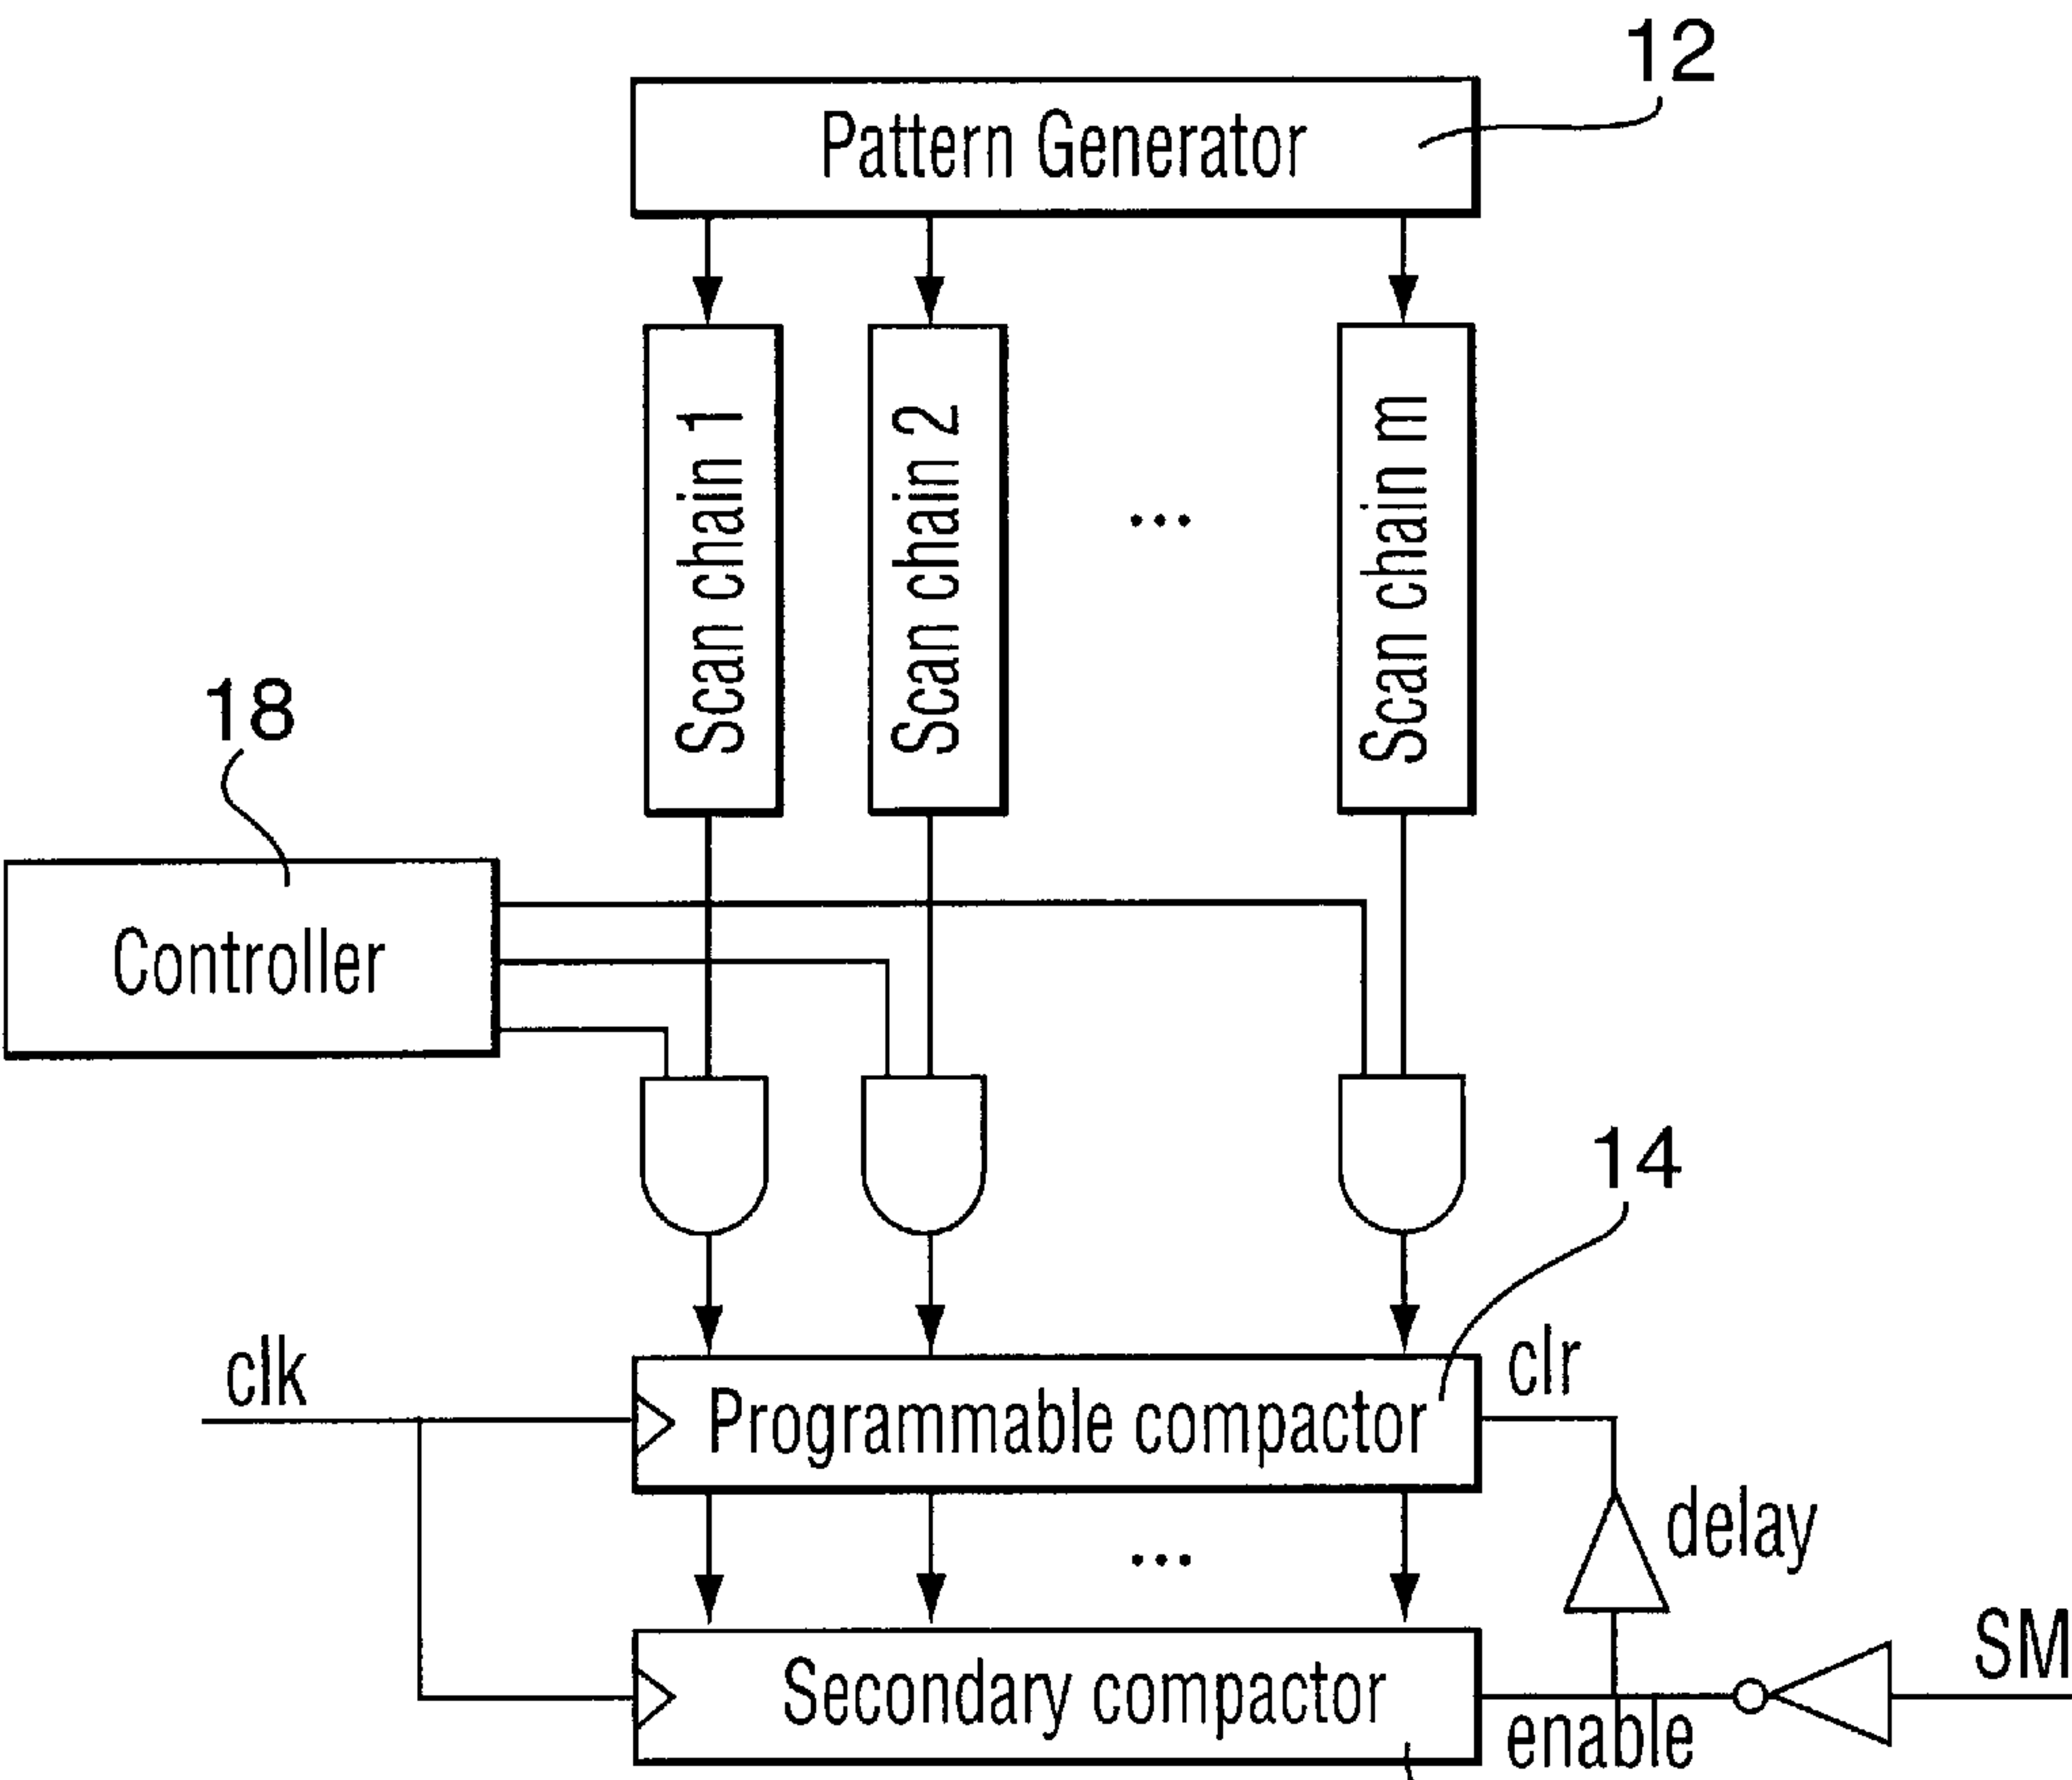 12
Pattern Generator
Scan chain 1
Scan chain 2
...
Scan chain m
18
Controller
14
clk
Programmable compactor
clr
delay
...
Secondary compactor
enable
SM